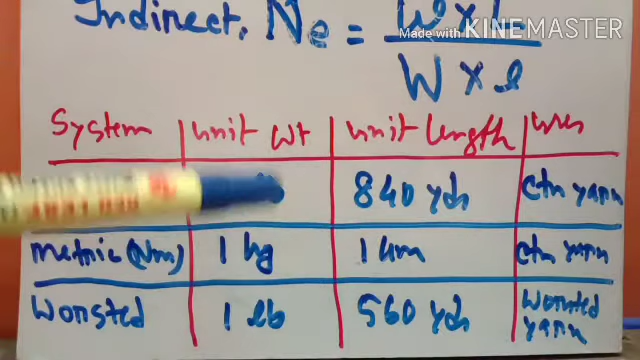 Indirect, Ne = W x L
Made with KINEMASTER
W x l
System unit wt unit length uses
840 yds Ctn yarn
metric (Nm) 1 kg 1 km Ctn yarn
Worsted 1 lb 560 yds Worsted yarn